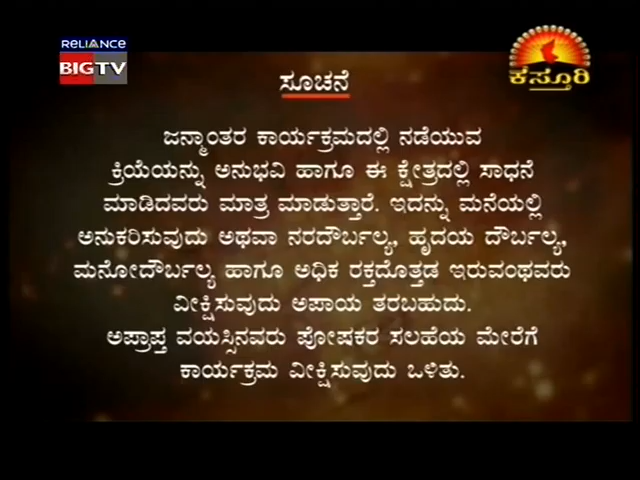 RELIANCE
BIGTV
ಕಸ್ತೂರಿ
ಸೂಚನೆ
ಜನ್ಮಾಂತರ ಕಾರ್ಯಕ್ರಮದಲ್ಲಿ ನಡೆಯುವ
ಕ್ರಿಯೆಯನ್ನು ಅನುಭವಿ ಹಾಗೂ ಈ ಕ್ಷೇತ್ರದಲ್ಲಿ ಸಾಧನೆ
ಮಾಡಿದವರು ಮಾತ್ರ ಮಾಡುತ್ತಾರೆ. ಇದನ್ನು ಮನೆಯಲ್ಲಿ
ಅನುಕರಿಸುವುದು ಅಥವಾ ನರದೌರ್ಬಲ್ಯ, ಹೃದಯ ದೌರ್ಬಲ್ಯ,
ಮನೋದೌರ್ಬಲ್ಯ ಹಾಗೂ ಅಧಿಕ ರಕ್ತದೊತ್ತಡ ಇರುವಂಥವರು
ವೀಕ್ಷಿಸುವುದು ಅಪಾಯ ತರಬಹುದು.
ಅಪ್ರಾಪ್ತ ವಯಸ್ಸಿನವರು ಪೋಷಕರ ಸಲಹೆಯ ಮೇರೆಗೆ
ಕಾರ್ಯಕ್ರಮ ವೀಕ್ಷಿಸುವುದು ಒಳಿತು.